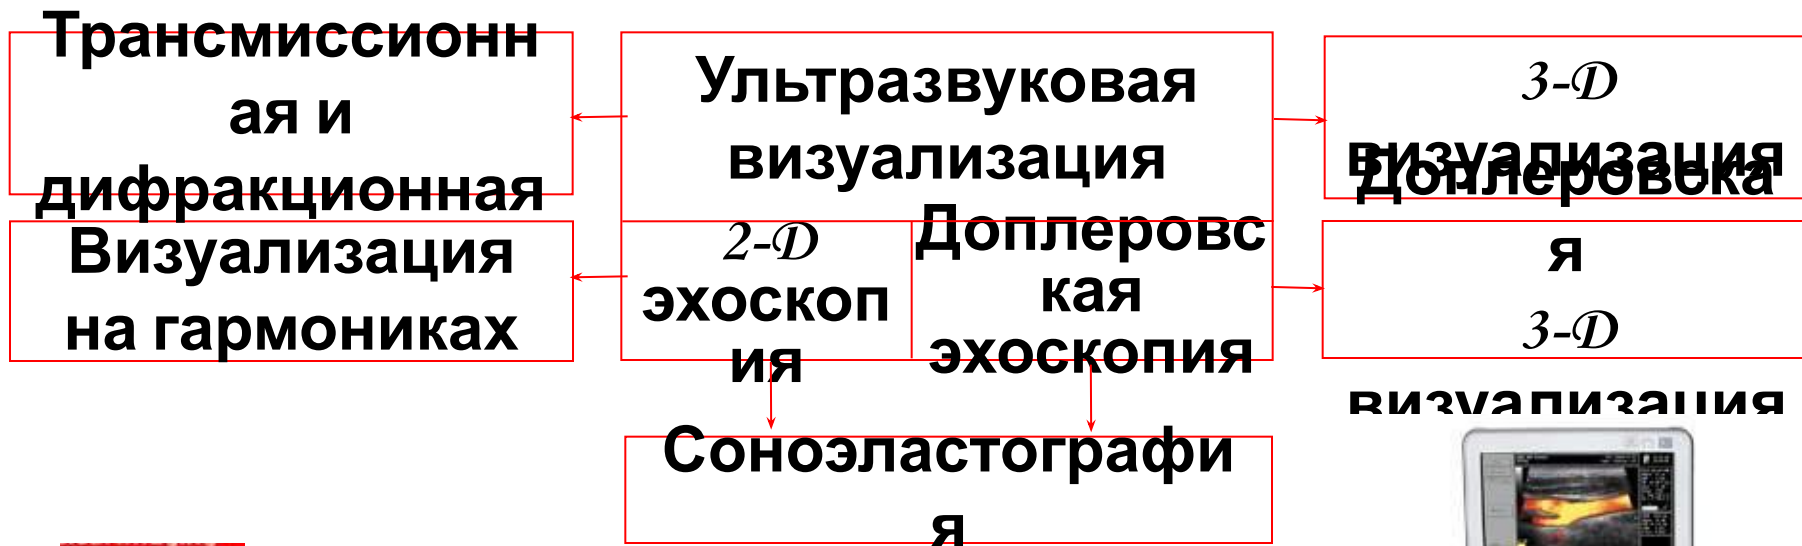 Трансмиссионн
ая и
дифракционная
Ультразвуковая
визуализация
3-D
визуализация
Визуализация
на гармониках
2-D
эхоскоп
ия
Доплеровс
кая
эхоскопия
Доплеровска
я
3-D
визуализация
Соноэластографи
я